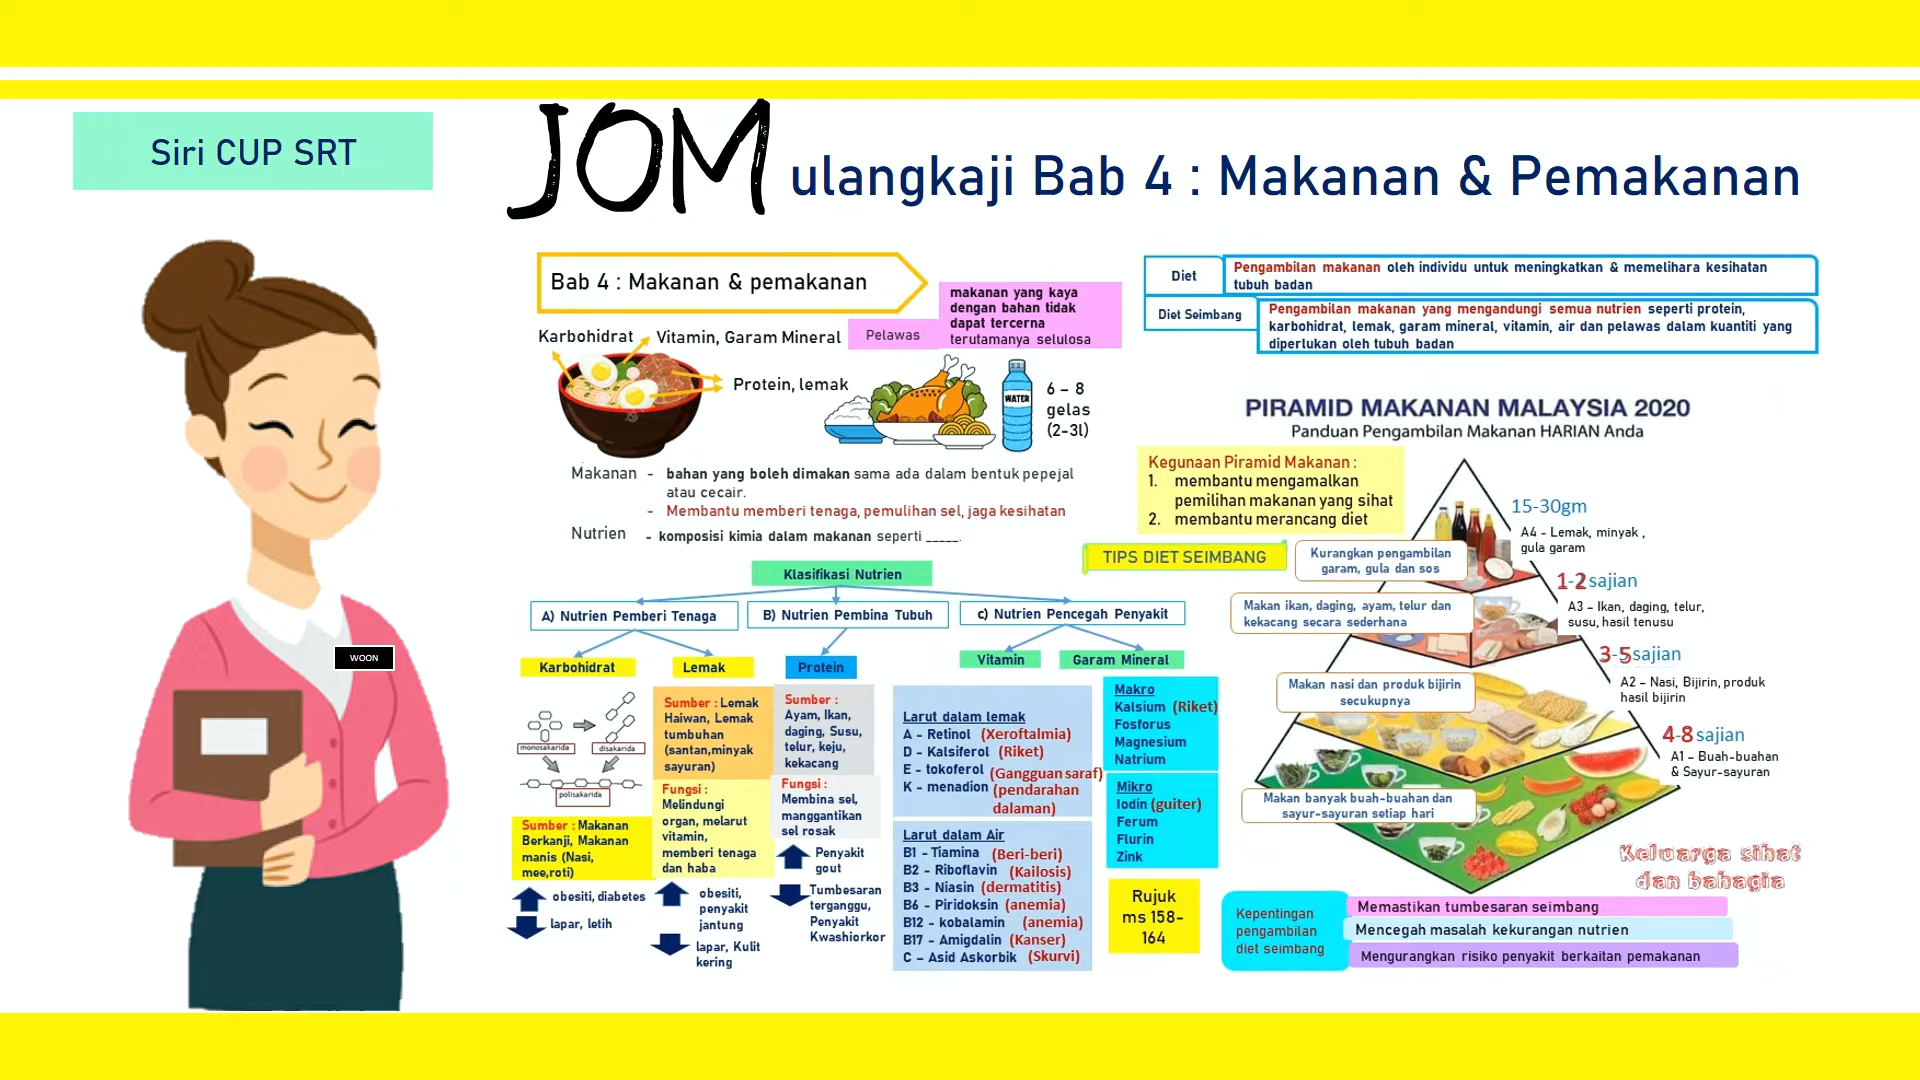 Siri CUP SRT
JOM
ulangkaji Bab 4 : Makanan & Pemakanan
WOON
Bab 4 : Makanan & pemakanan
makanan yang kaya
dengan bahan tidak
dapat tercerna
terutamanya selulosa
Pelawas
Karbohidrat
Vitamin, Garam Mineral
Protein, lemak
WATER
6 – 8
gelas
(2-3l)
Makanan - bahan yang boleh dimakan sama ada dalam bentuk pepejal
atau cecair.
- Membantu memberi tenaga, pemulihan sel, jaga kesihatan
Nutrien - komposisi kimia dalam makanan seperti _____.
Klasifikasi Nutrien
A) Nutrien Pemberi Tenaga
B) Nutrien Pembina Tubuh
c) Nutrien Pencegah Penyakit
Karbohidrat
Lemak
Protein
Vitamin
Garam Mineral
monosakarida
disakarida
polisakarida
Sumber : Makanan
Berkanji, Makanan
manis (Nasi,
mee,roti)
obesiti, diabetes
lapar, letih
Sumber : Lemak
Haiwan, Lemak
tumbuhan
(santan,minyak
sayuran)
Fungsi :
Melindungi
organ, melarut
vitamin,
memberi tenaga
dan haba
obesiti,
penyakit
jantung
lapar, Kulit
kering
Sumber :
Ayam, Ikan,
daging, Susu,
telur, keju,
kekacang
Fungsi :
Membina sel,
manggantikan
sel rosak
Penyakit
gout
Tumbesaran
terganggu,
Penyakit
Kwashiorkor
Larut dalam lemak
A - Retinol (Xeroftalmia)
D - Kalsiferol (Riket)
E - tokoferol (Gangguan saraf)
K - menadion (pendarahan
dalaman)
Larut dalam Air
B1 - Tiamina (Beri-beri)
B2 - Riboflavin (Kailosis)
B3 - Niasin (dermatitis)
B6 - Piridoksin (anemia)
B12 - kobalamin (anemia)
B17 - Amigdalin (Kanser)
C – Asid Askorbik (Skurvi)
Makro
Kalsium (Riket)
Fosforus
Magnesium
Natrium
Mikro
Iodin (guiter)
Ferum
Flurin
Zink
Rujuk
ms 158-
164
Diet
Pengambilan makanan oleh individu untuk meningkatkan & memelihara kesihatan
tubuh badan
Diet Seimbang
Pengambilan makanan yang mengandungi semua nutrien seperti protein,
karbohidrat, lemak, garam mineral, vitamin, air dan pelawas dalam kuantiti yang
diperlukan oleh tubuh badan
PIRAMID MAKANAN MALAYSIA 2020
Panduan Pengambilan Makanan HARIAN Anda
Kegunaan Piramid Makanan :
1. membantu mengamalkan
pemilihan makanan yang sihat
2. membantu merancang diet
TIPS DIET SEIMBANG
Kurangkan pengambilan
garam, gula dan sos
Makan ikan, daging, ayam, telur dan
kekacang secara sederhana
Makan nasi dan produk bijirin
secukupnya
Makan banyak buah-buahan dan
sayur-sayuran setiap hari
15-30gm
A4 - Lemak, minyak ,
gula garam
1-2 sajian
A3 – Ikan, daging, telur,
susu, hasil tenusu
3-5 sajian
A2 – Nasi, Bijirin, produk
hasil bijirin
4-8 sajian
A1 – Buah-buahan
& Sayur-sayuran
Keluarga sihat
dan bahagia
Kepentingan
pengambilan
diet seimbang
Memastikan tumbesaran seimbang
Mencegah masalah kekurangan nutrien
Mengurangkan risiko penyakit berkaitan pemakanan